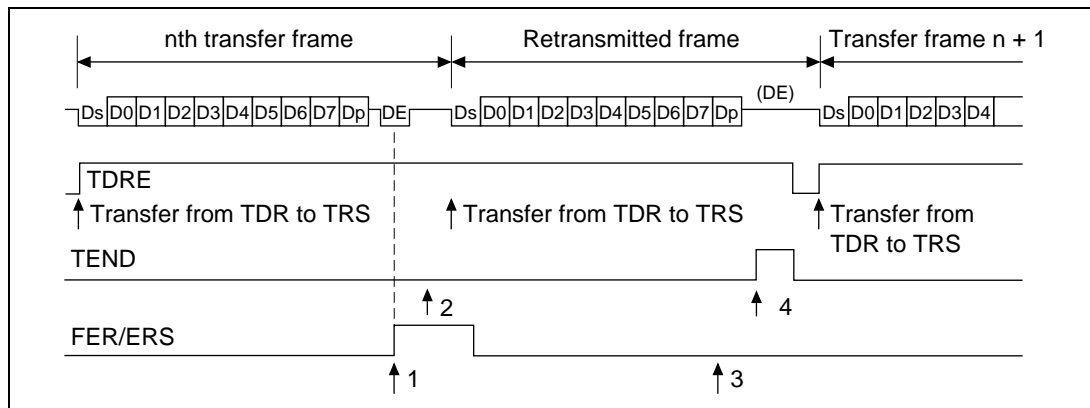 nth transfer frame Retransmitted frame Transfer frame n + 1
(DE)
Ds D0 D1 D2 D3 D4 D5 D6 D7 Dp DE Ds D0 D1 D2 D3 D4 D5 D6 D7 Dp Ds D0 D1 D2 D3 D4
TDRE
Transfer from TDR to TRS Transfer from TDR to TRS Transfer from
TDR to TRS
TEND
2 4
FER/ERS
1 3